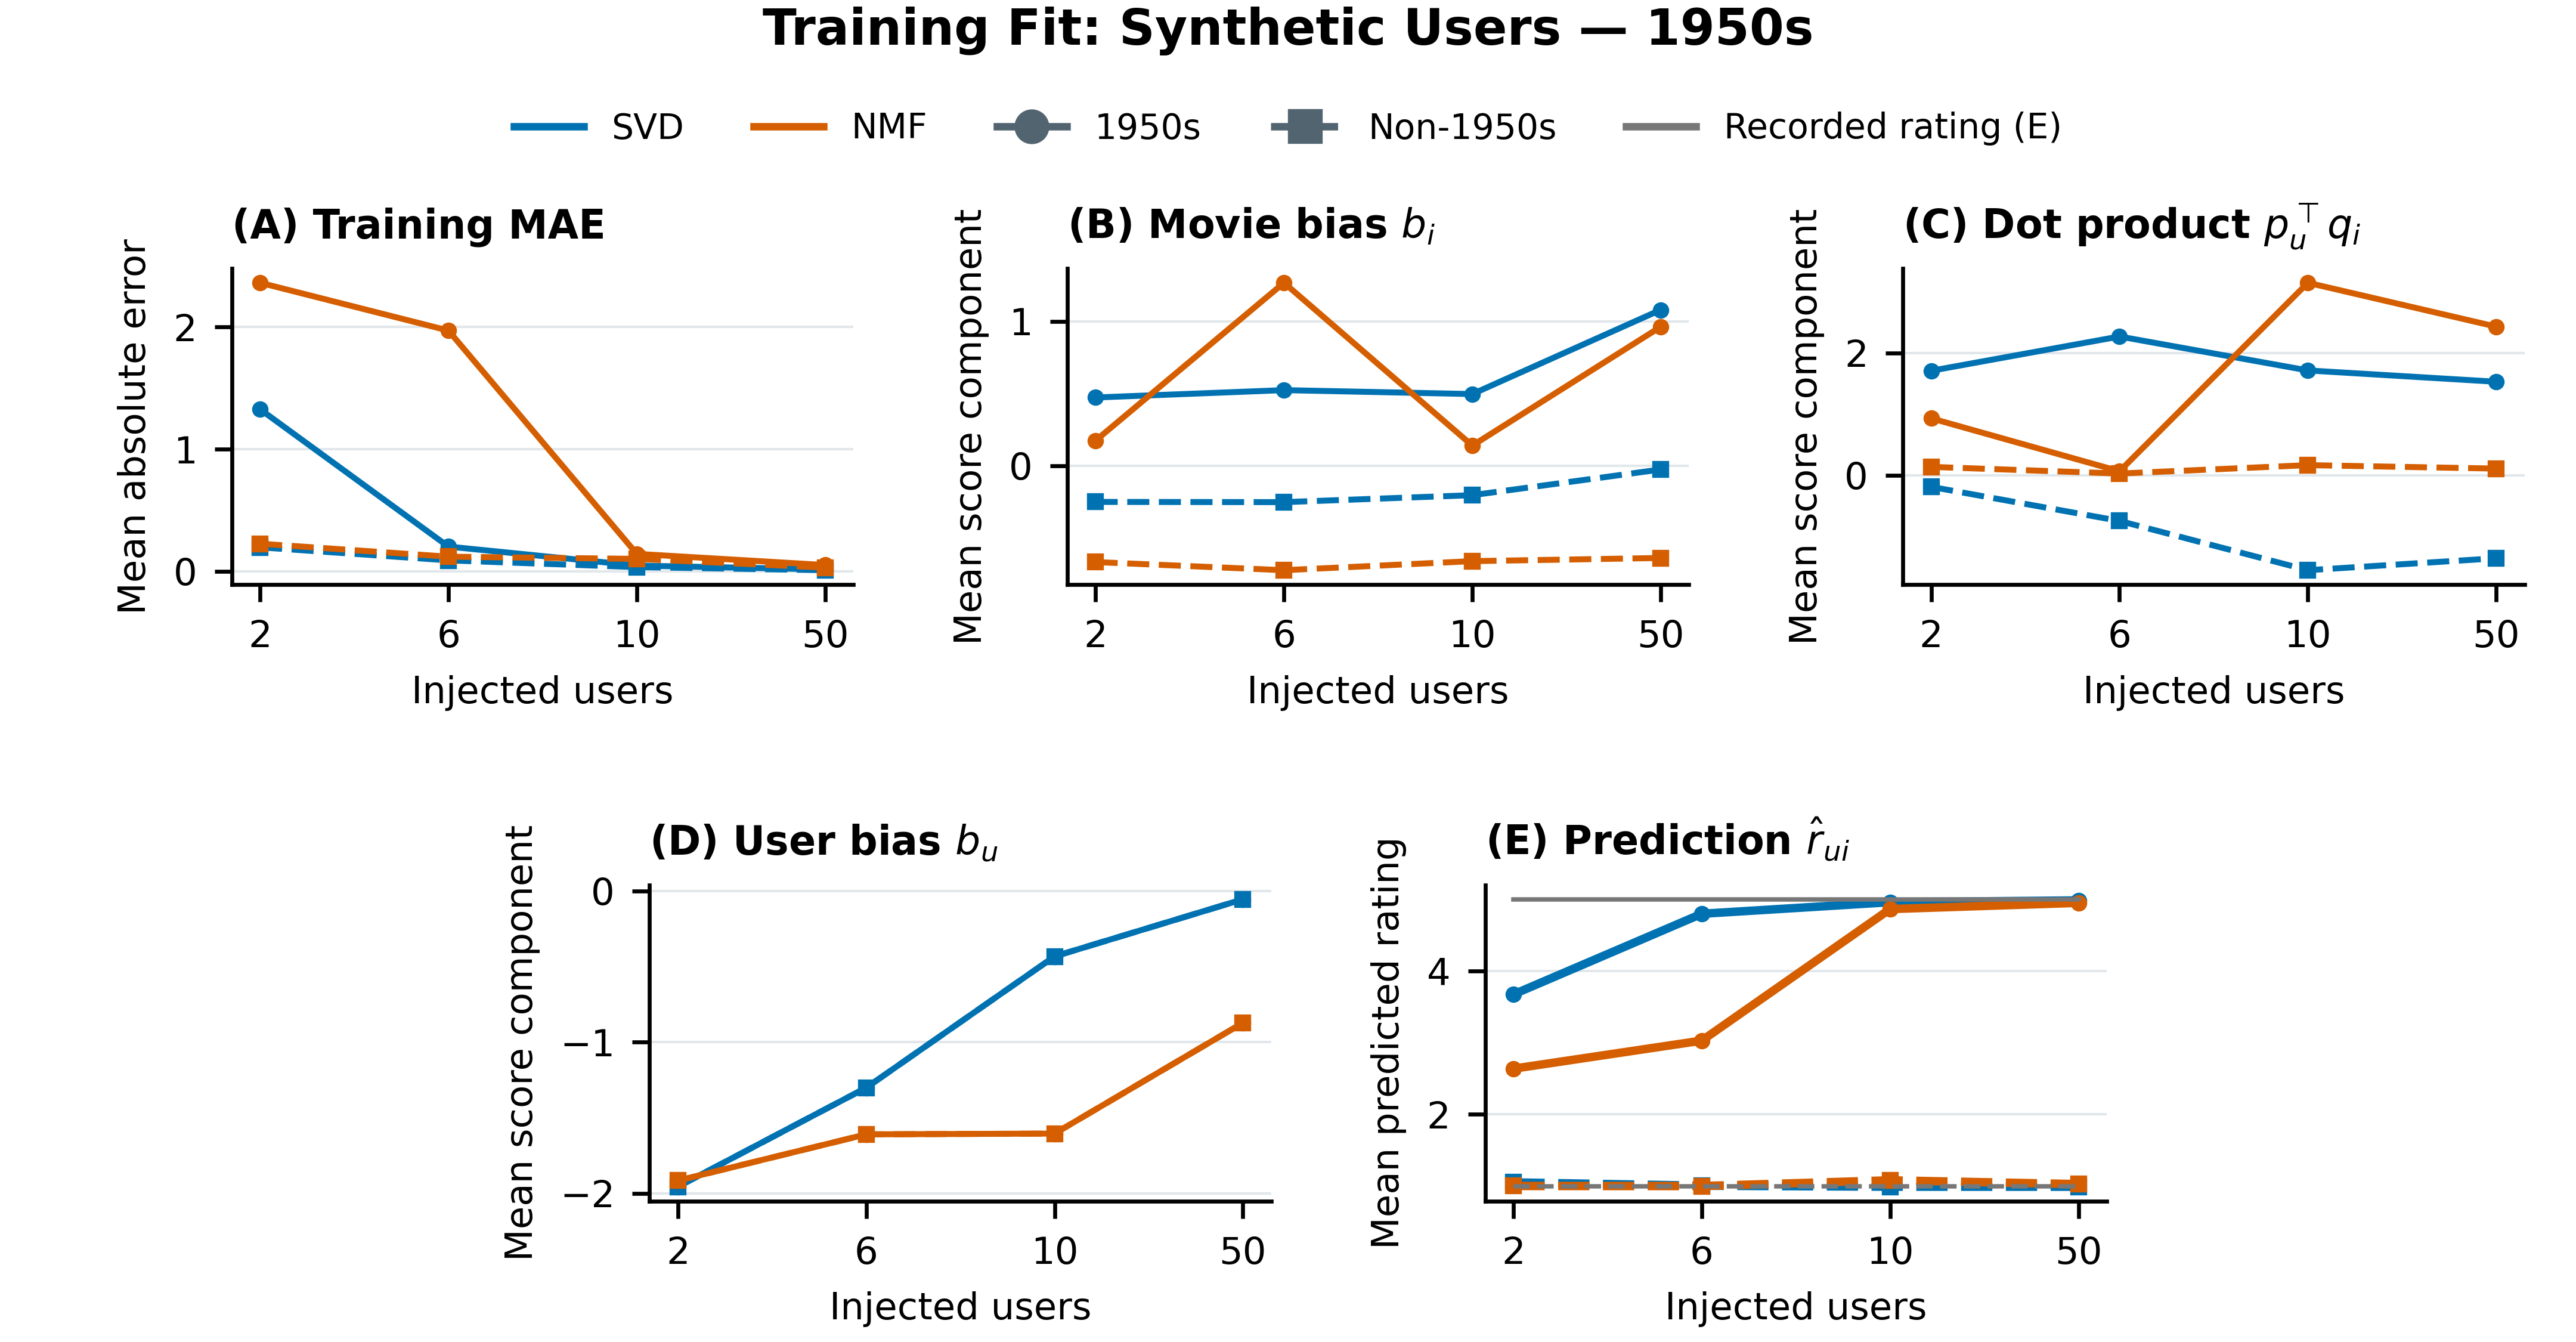 Training Fit: Synthetic Users — 1950s
SVD NMF 1950s Non-1950s Recorded rating (E)
(A) Training MAE
Mean absolute error
2
1
0
2 6 10 50
Injected users
(B) Movie bias b_i
Mean score component
1
0
2 6 10 50
Injected users
(C) Dot product p_u^⊤ q_i
Mean score component
2
0
2 6 10 50
Injected users
(D) User bias b_u
Mean score component
0
−1
−2
2 6 10 50
Injected users
(E) Prediction r̂_ui
Mean predicted rating
4
2
2 6 10 50
Injected users